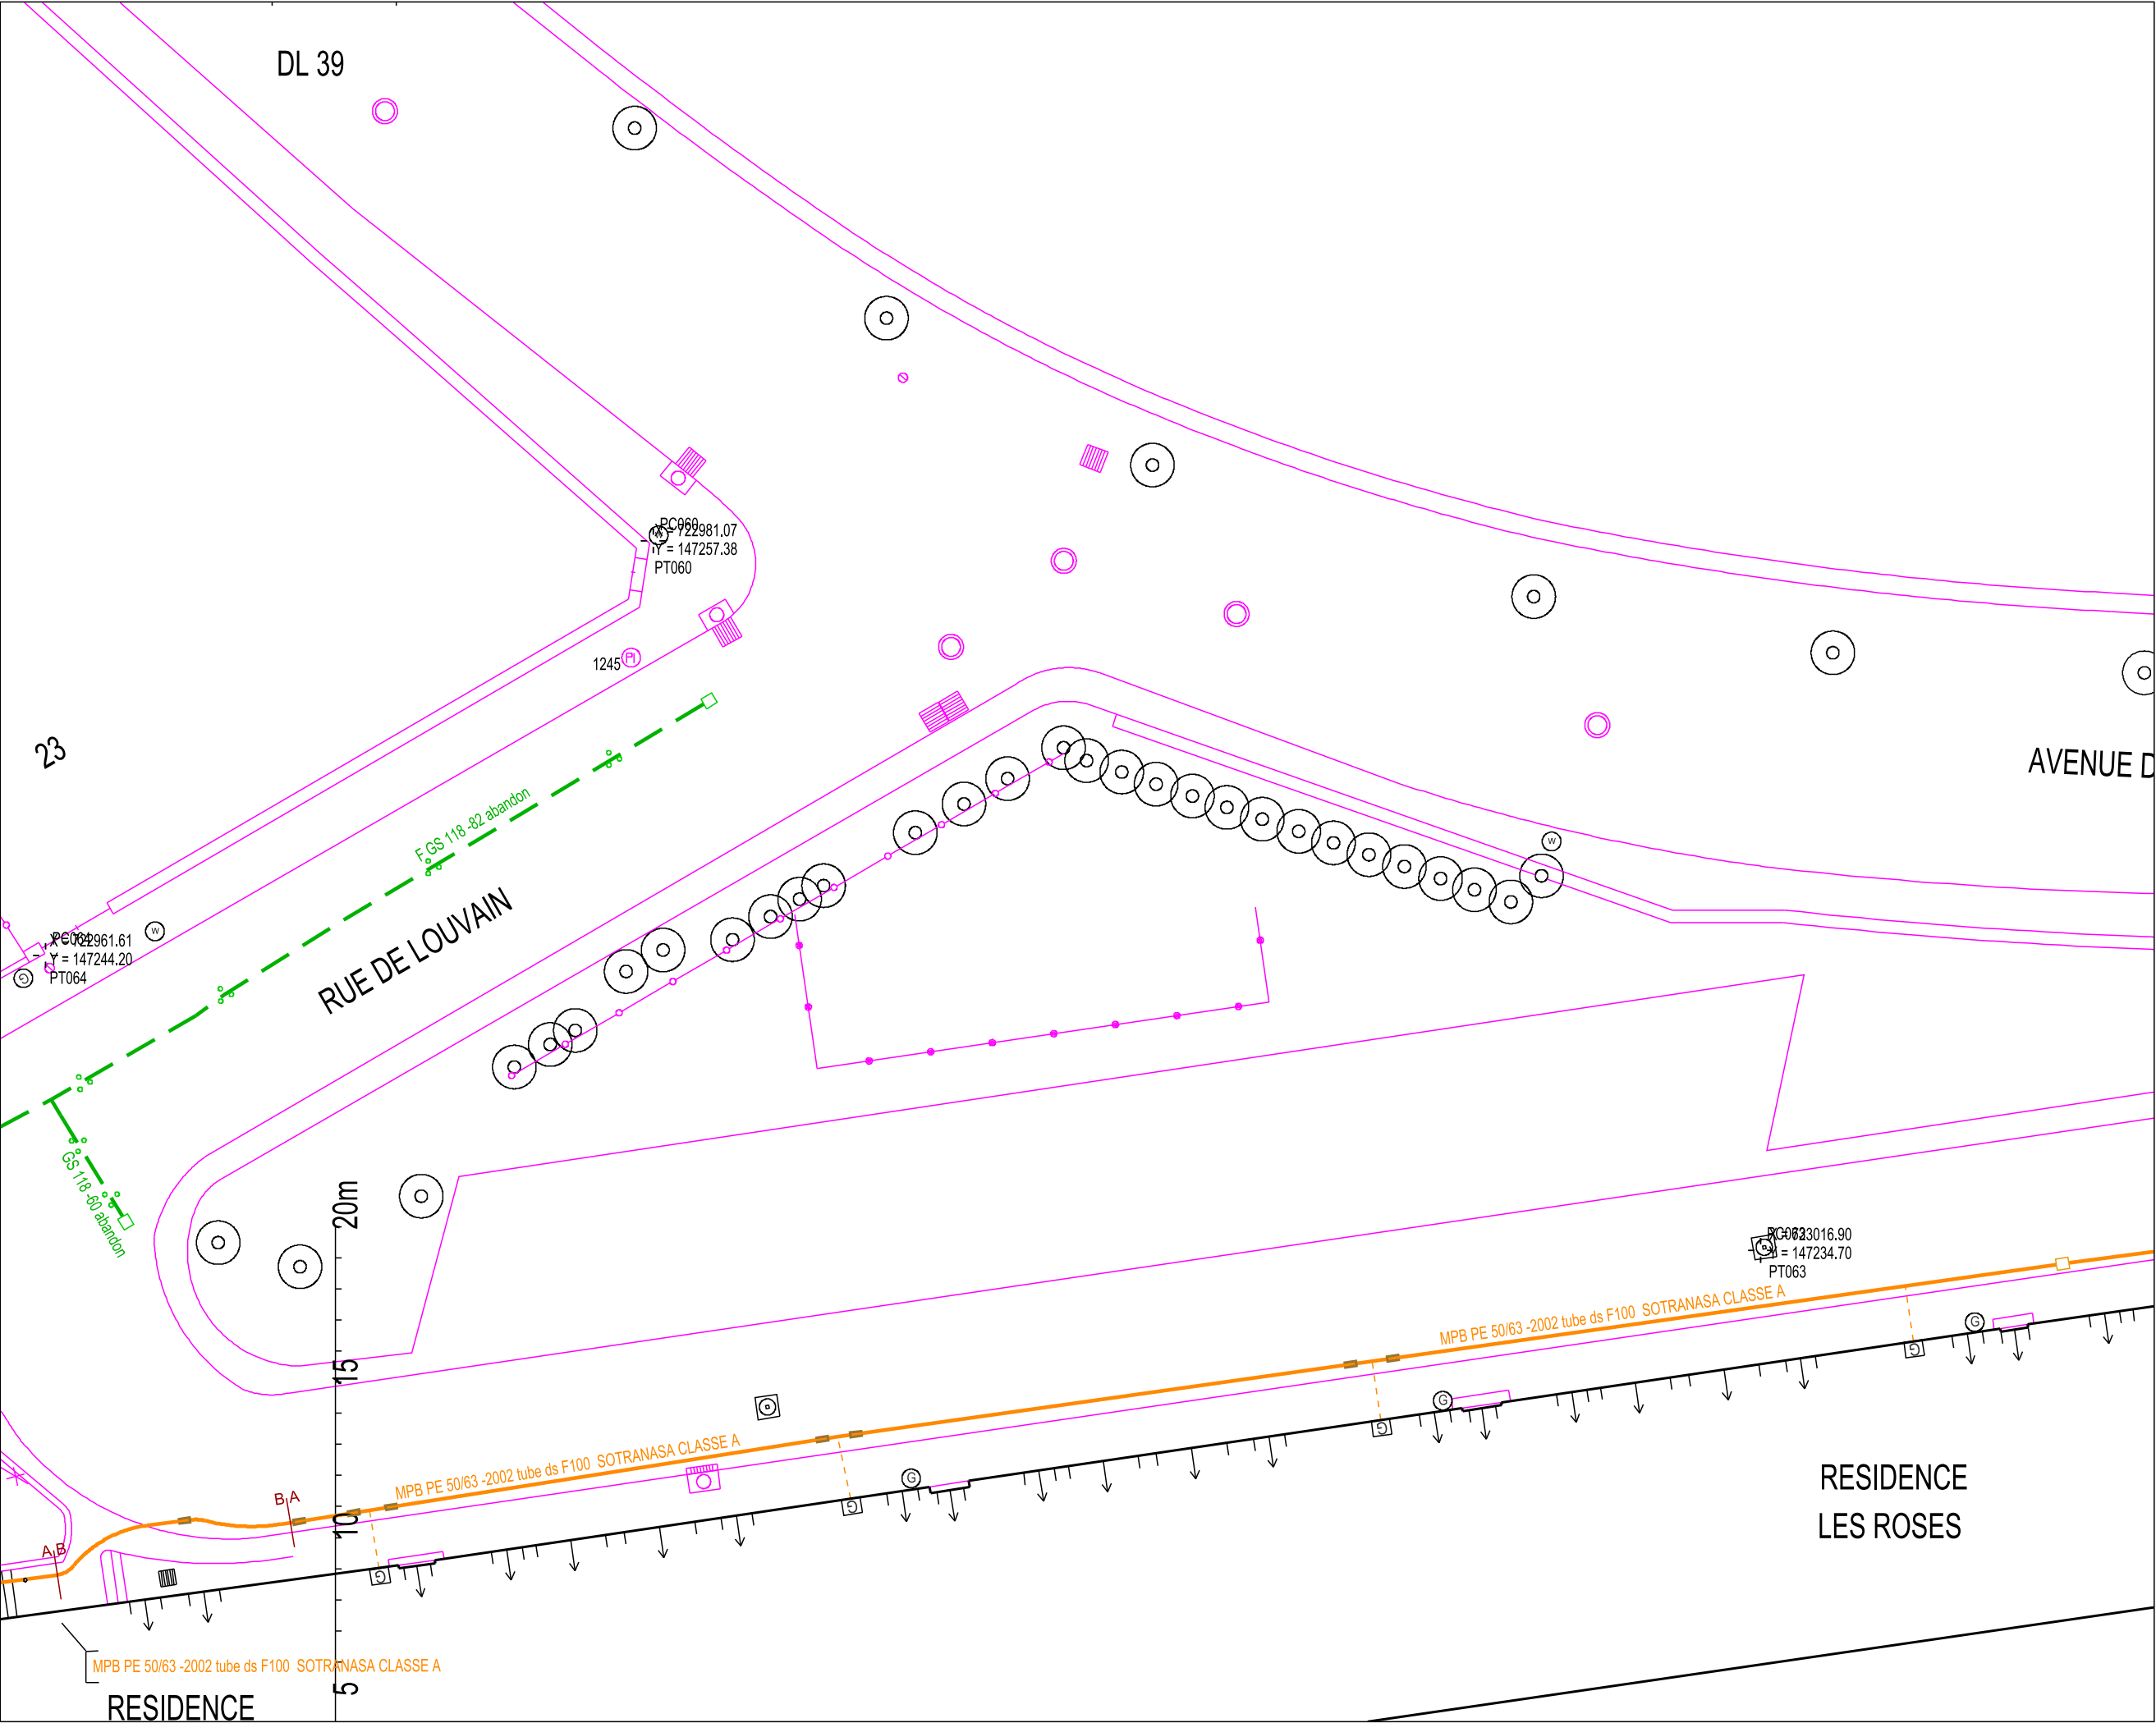 DL 39
PC060
X = 722981.07
Y = 147257.38
PT060
1245
PI
23
AVENUE D
F GS 118 -82 abandon
W
W
W
RUE DE LOUVAIN
PC064
X = 722961.61
Y = 147244.20
PT064
G
GS 118 -60 abandon
20m
PC063
X = 723016.90
Y = 147234.70
PT063
MPB PE 50/63 -2002 tube ds F100 SOTRANASA CLASSE A
G
G
15
G
G
MPB PE 50/63 -2002 tube ds F100 SOTRANASA CLASSE A
G
G
RESIDENCE
LES ROSES
B A
10
A B
G
MPB PE 50/63 -2002 tube ds F100 SOTRANASA CLASSE A
5
RESIDENCE